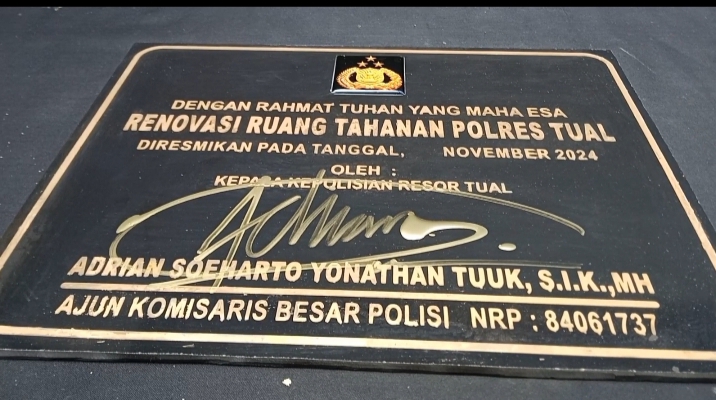 DENGAN RAHMAT TUHAN YANG MAHA ESA
RENOVASI RUANG TAHANAN POLRES TUAL
DIRESMIKAN PADA TANGGAL, NOVEMBER 2024
OLEH :
KEPALA KEPOLISIAN RESOR TUAL
ADRIAN SOEHARTO YONATHAN TUUK, S.I.K.,MH
AJUN KOMISARIS BESAR POLISI NRP : 84061737